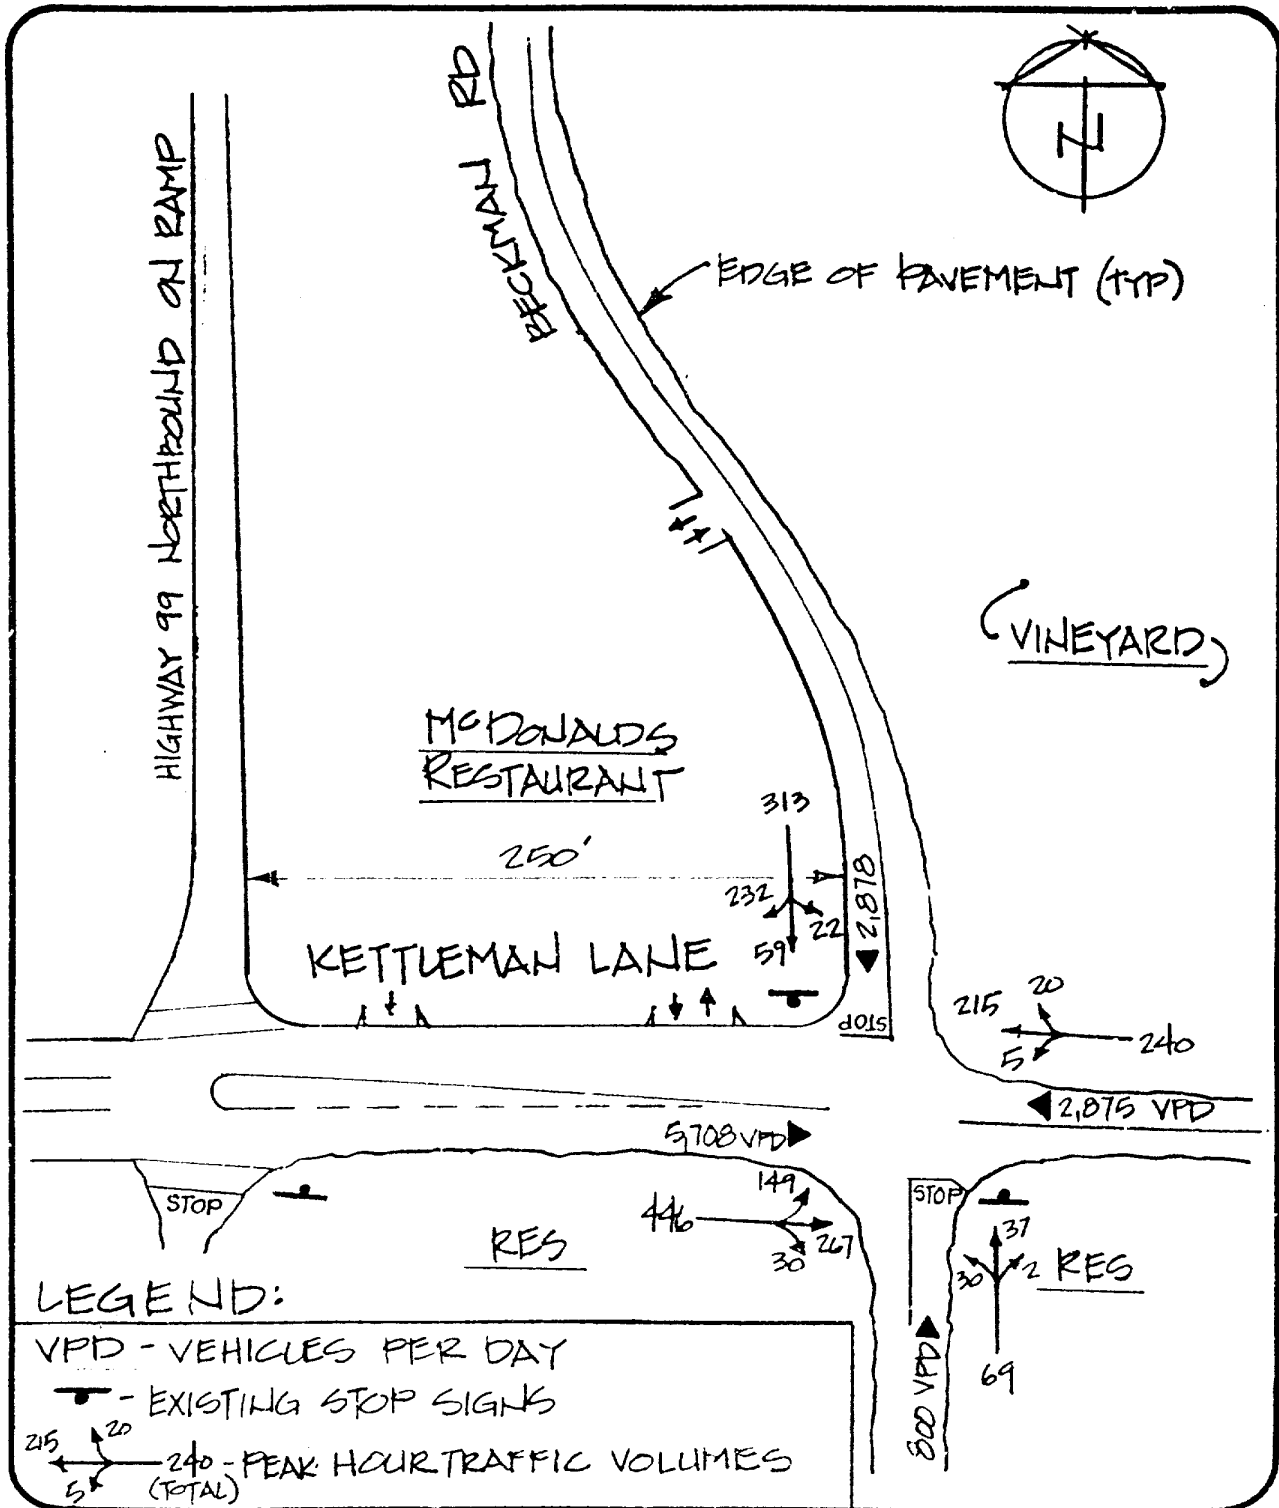 N
BECKMAN RD
HIGHWAY 99 NORTHBOUND ON RAMP
EDGE OF PAVEMENT (TYP)
VINEYARD
McDONALDS
RESTAURANT
250'
313
232
22
59
2,878
KETTLEMAN LANE
STOP
215
20
5
240
2,875 VPD
5,708 VPD
STOP
446
149
267
30
RES
STOP
37
30
2
69
RES
800 VPD
LEGEND:
VPD - VEHICLES PER DAY
- EXISTING STOP SIGNS
215 20
5 240 - PEAK HOUR TRAFFIC VOLUMES
(TOTAL)